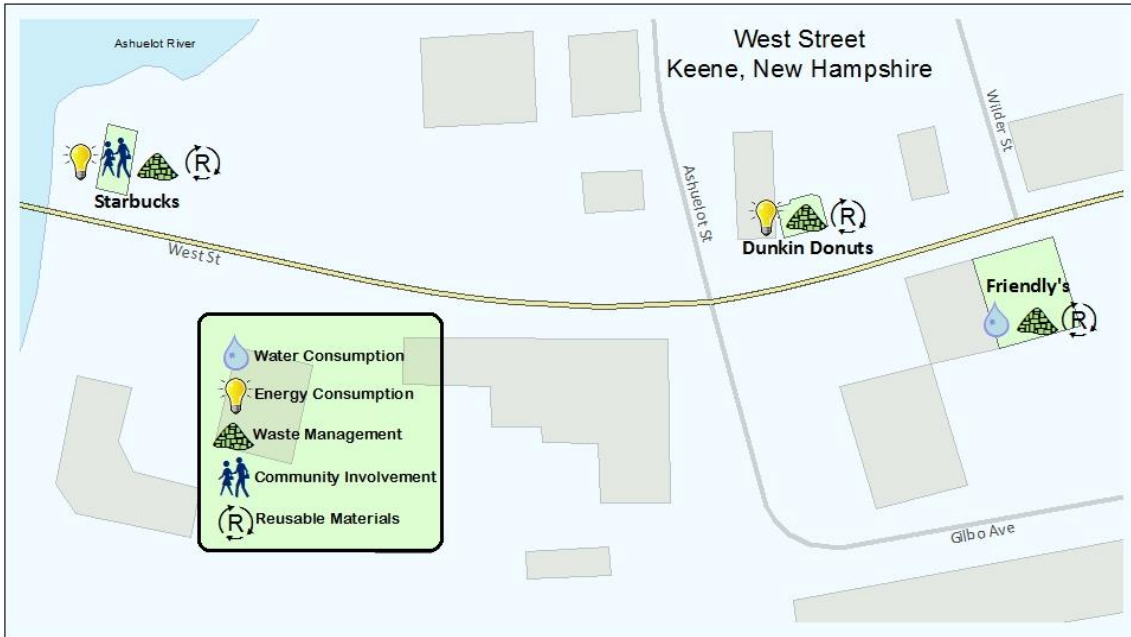 Ashuelot River
West Street
Keene, New Hampshire
Wilder St
Ashuelot St
R
Starbucks
R
Dunkin Donuts
West St
Friendly's
R
Water Consumption
Energy Consumption
Waste Management
Community Involvement
R
Reusable Materials
Gilbo Ave